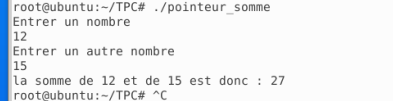 root@ubuntu:~/TPC# ./pointeur_somme
Entrer un nombre
12
Entrer un autre nombre
15
la somme de 12 et de 15 est donc : 27
root@ubuntu:~/TPC# ^C